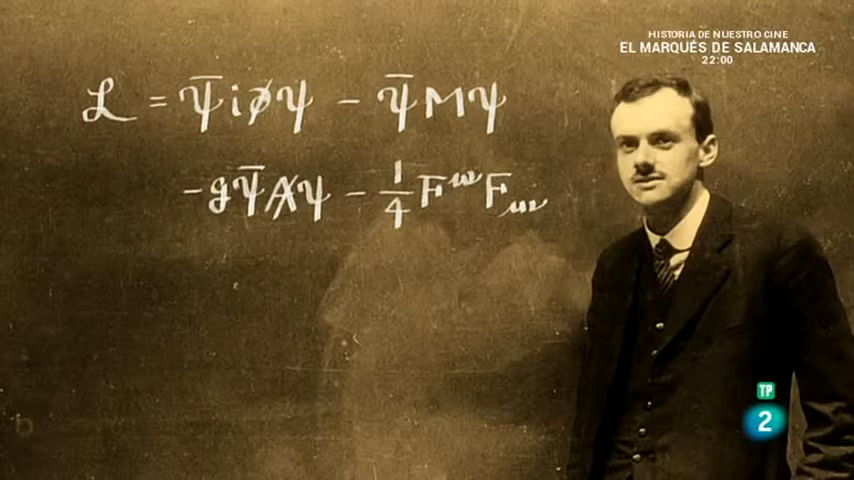 HISTORIA DE NUESTRO CINE
EL MARQUÉS DE SALAMANCA
22:00
ℒ = ψ̄i∂̸ψ − ψ̄Mψ
−gψ̄A̸ψ − 1/4 F^μν F_μν
TP
2